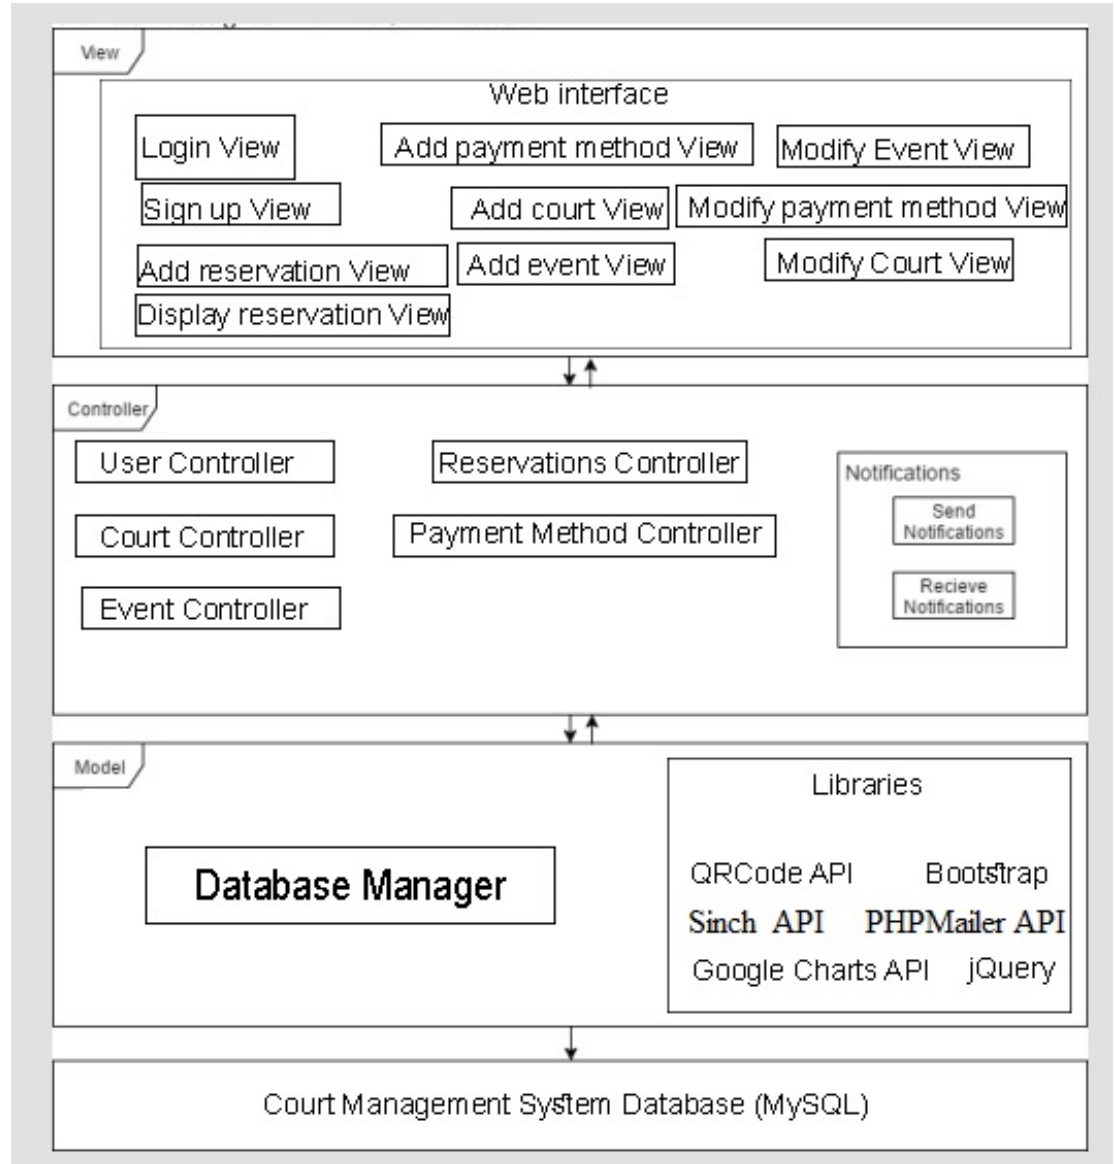 View
Web interface
Login View
Add payment method View
Modify Event View
Sign up View
Add court View
Modify payment method View
Add reservation View
Add event View
Modify Court View
Display reservation View
Controller
User Controller
Reservations Controller
Court Controller
Payment Method Controller
Event Controller
Notifications
Send
Notifications
Recieve
Notifications
Model
Database Manager
Libraries
QRCode API
Bootstrap
Sinch API
PHPMailer API
Google Charts API
jQuery
Court Management System Database (MySQL)